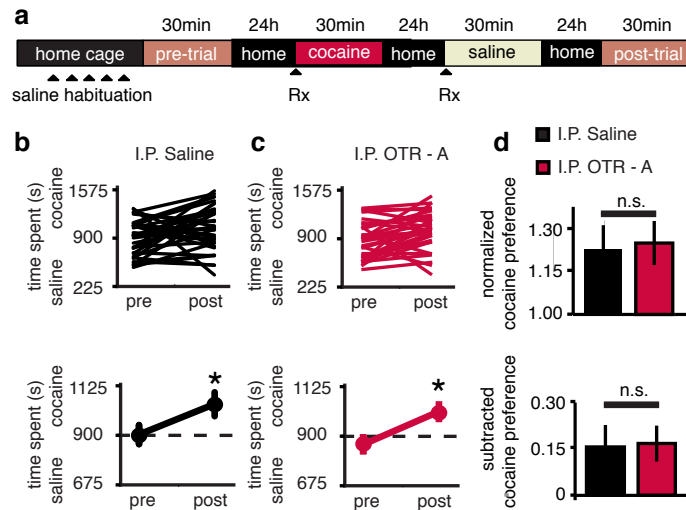 a
30min 24h 30min 24h 30min 24h 30min
home cage pre-trial home cocaine home saline home post-trial
saline habituation Rx Rx
b c d
I.P. Saline
I.P. OTR - A
I.P. Saline
I.P. OTR - A
time spent (s)
saline cocaine
1575
900
225
pre post
time spent (s)
saline cocaine
1575
900
225
pre post
normalized
cocaine preference
n.s.
1.30
1.15
1.00
time spent (s)
saline cocaine
1125
900
675
*
pre post
time spent (s)
saline cocaine
1125
900
675
*
pre post
subtracted
cocaine preference
n.s.
0.30
0.15
0